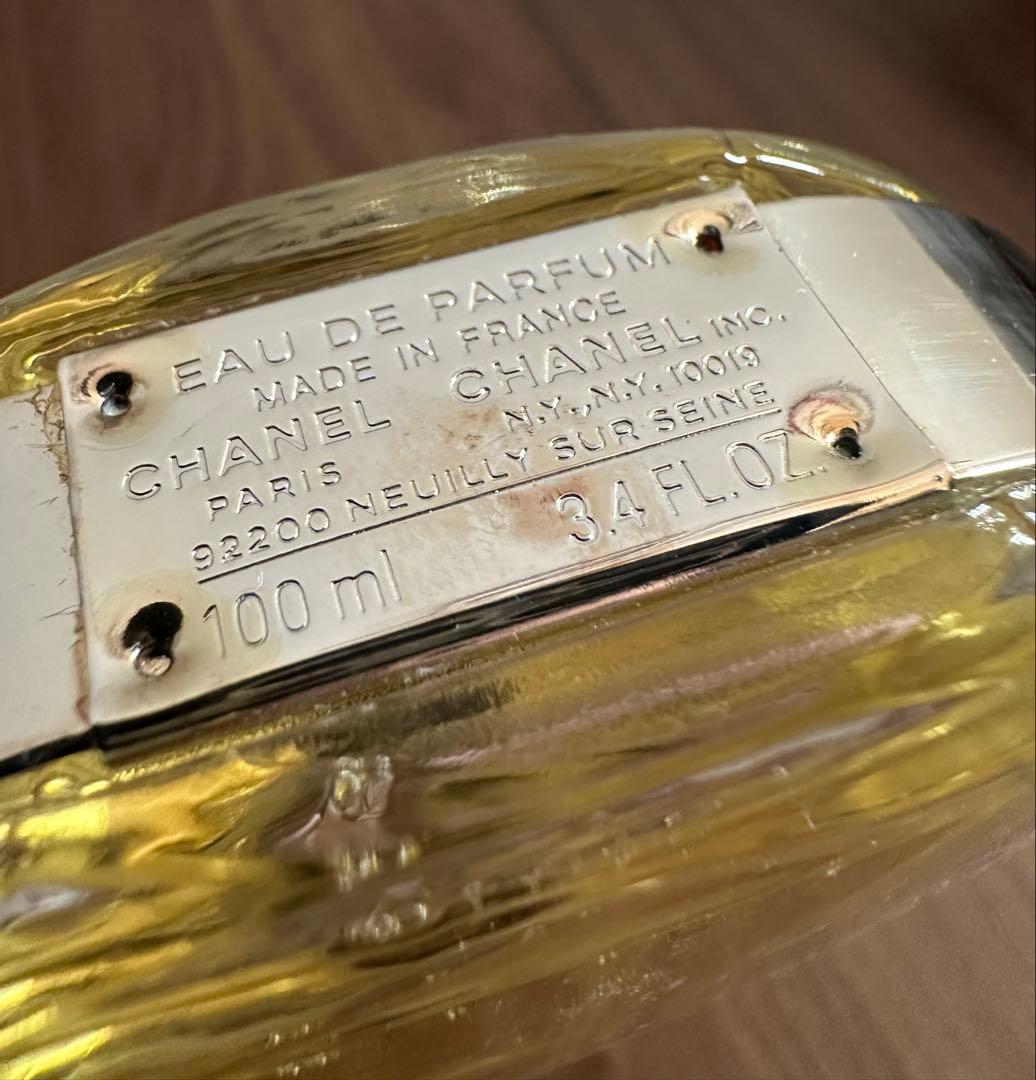 EAU DE PARFUM
MADE IN FRANCE
CHANEL CHANEL INC.
PARIS N.Y., N.Y. 10019
92200 NEUILLY SUR SEINE
100 ml 3.4 FL.OZ.